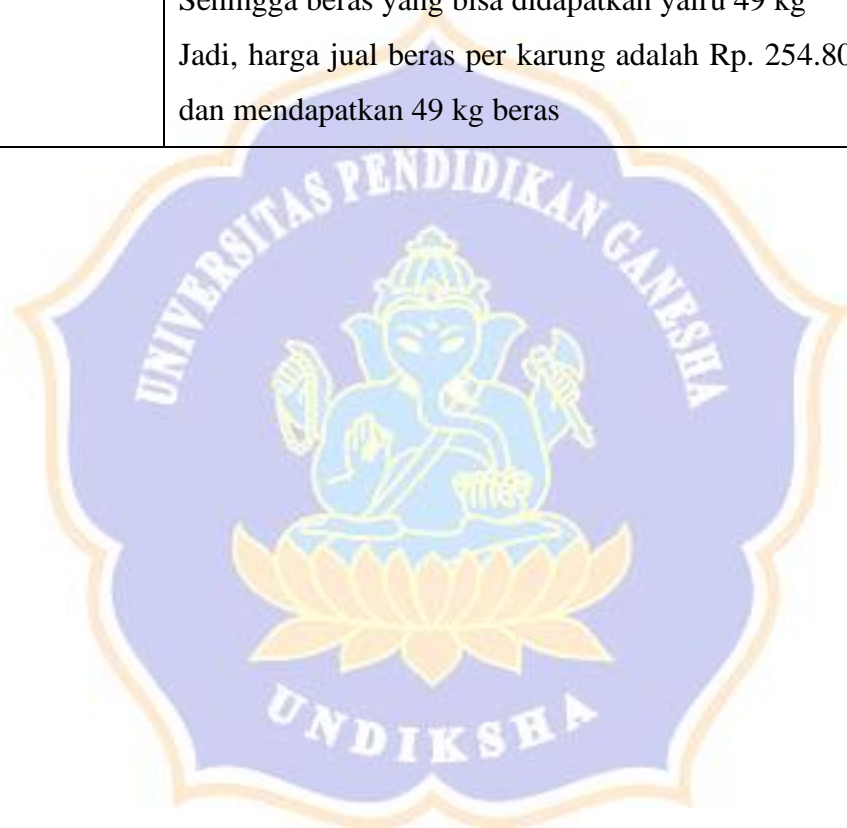 Sehingga beras yang bisa didapatkan yaitu 49 kg
Jadi, harga jual beras per karung adalah Rp. 254.80
dan mendapatkan 49 kg beras
UNIVERSITAS PENDIDIKAN GANESHA
UNDIKSHA